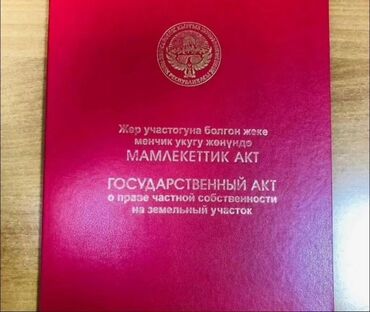 Жер участогуна болгон жеке
менчик укугу жөнүндө
МАМЛЕКЕТТИК АКТ
ГОСУДАРСТВЕННЫЙ АКТ
о праве частной собственности
на земельный участок